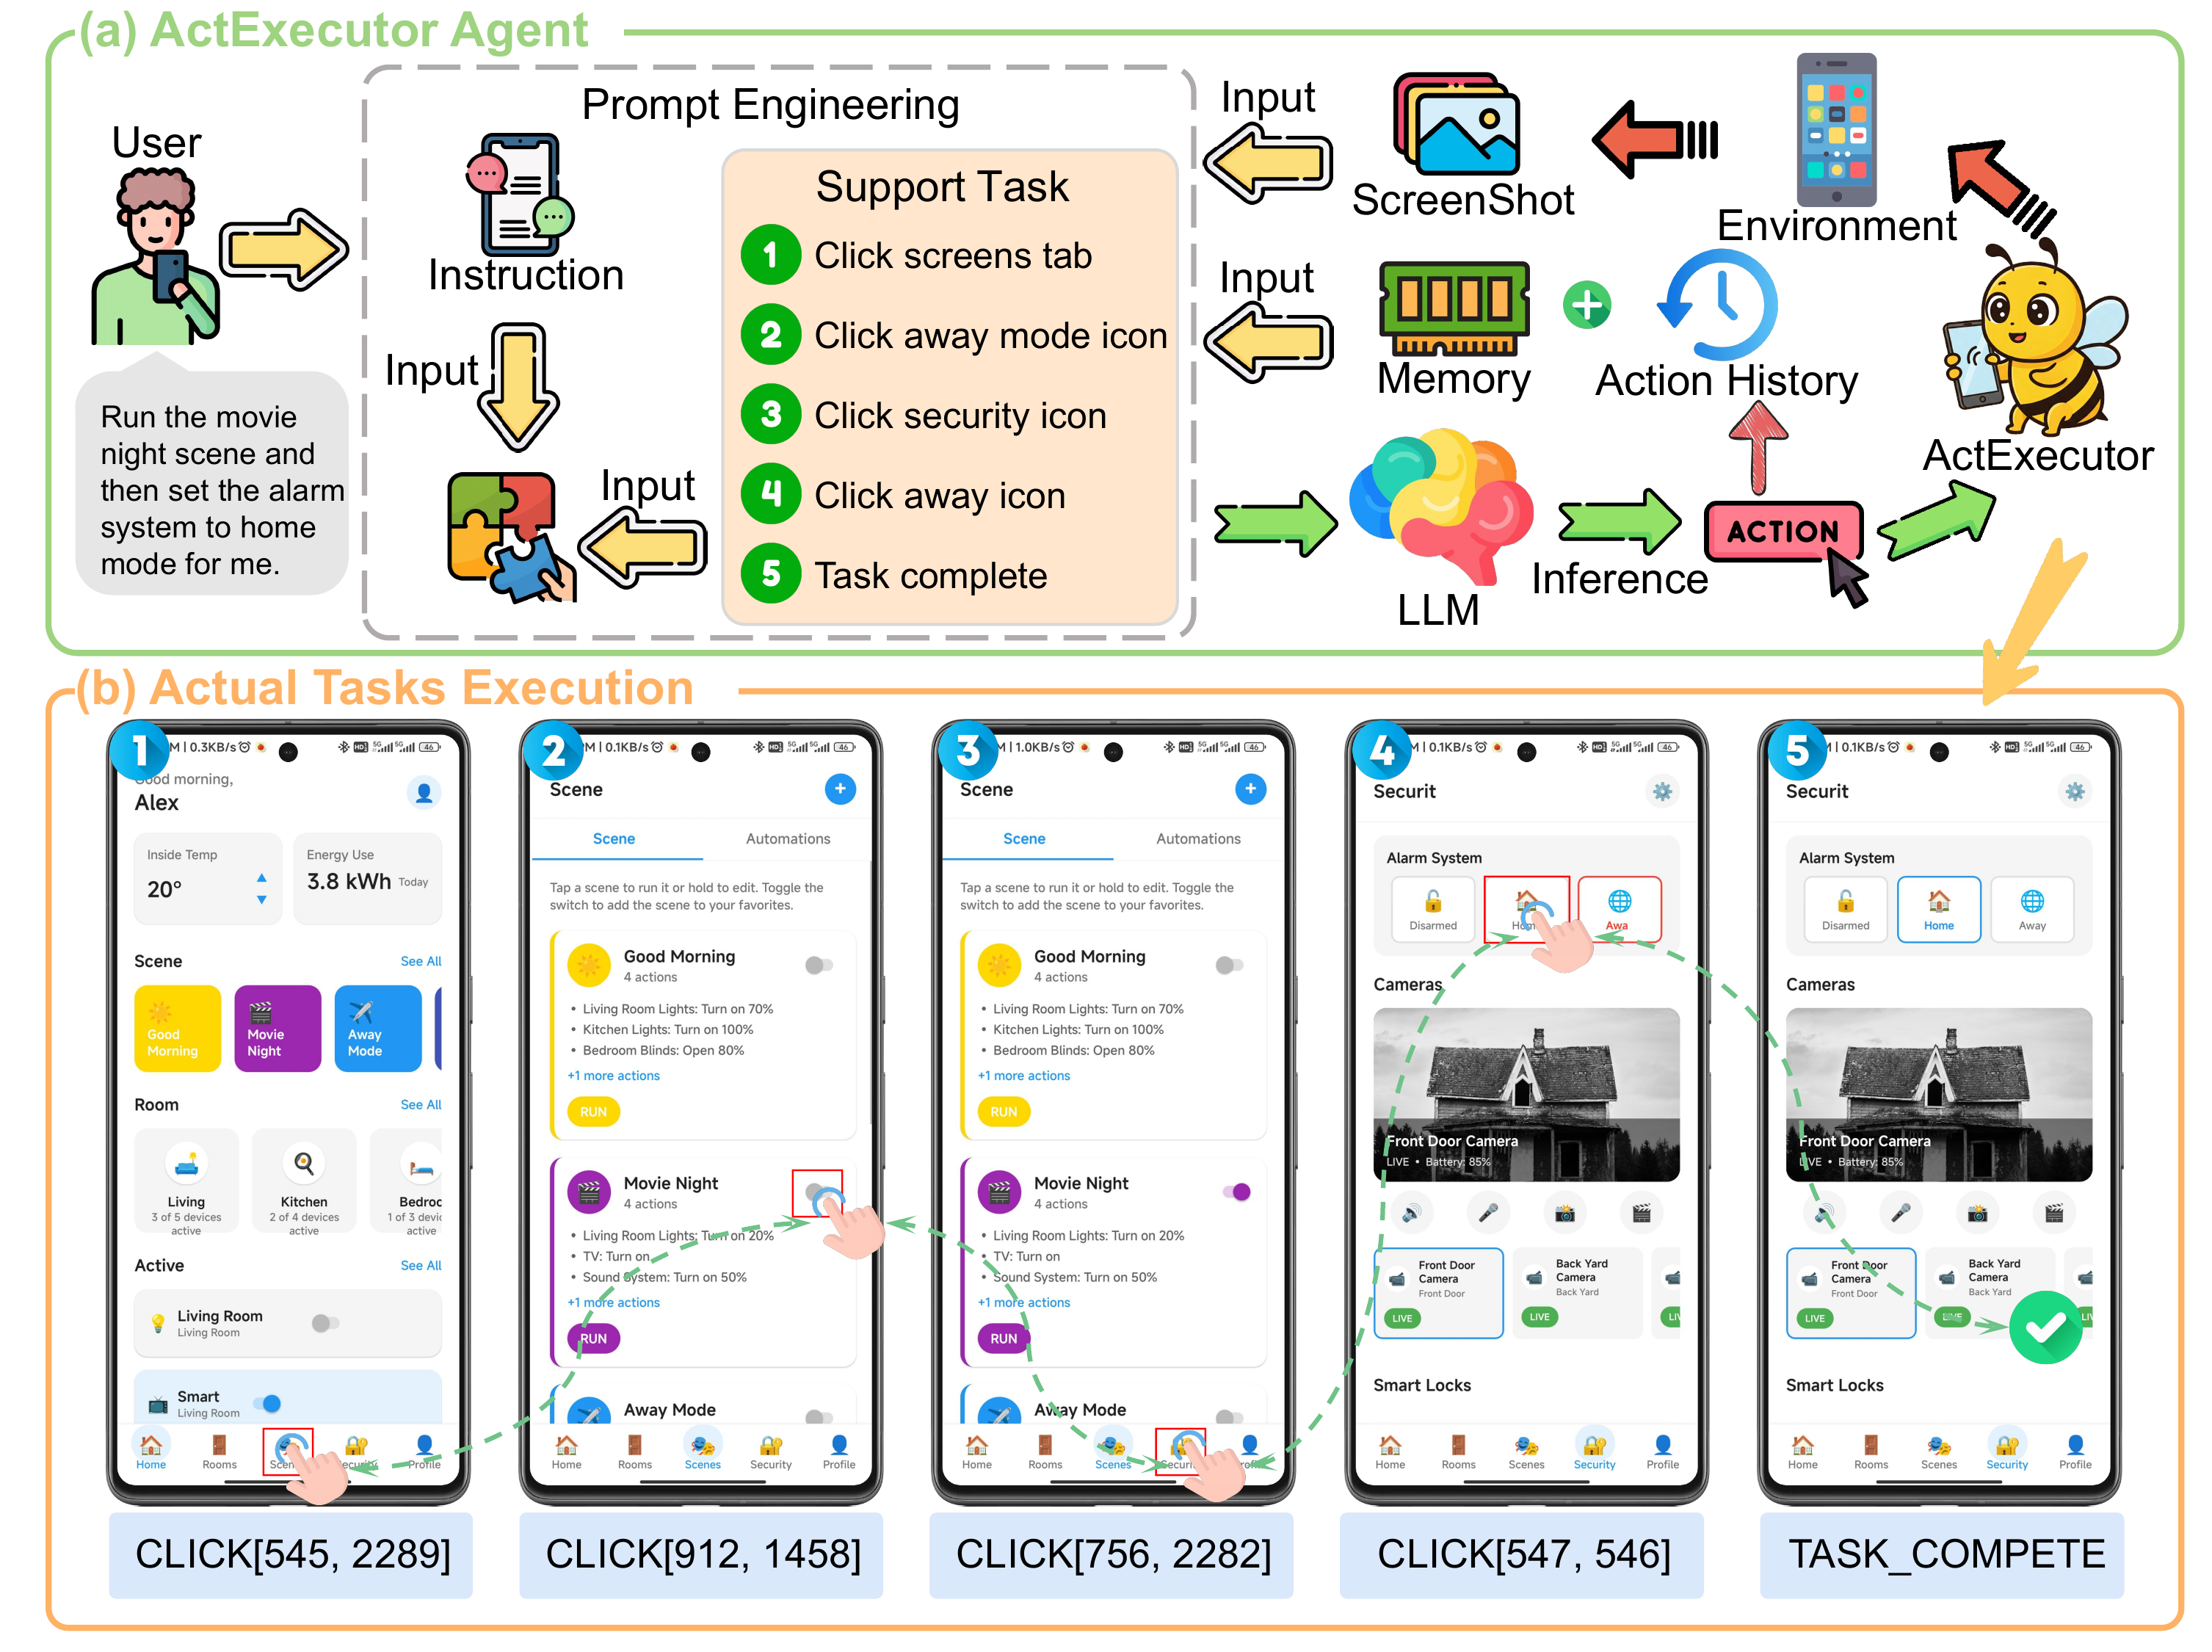 (a) ActExecutor Agent
User
Run the movie
night scene and
then set the alarm
system to home
mode for me.
Prompt Engineering
Instruction
Input
Input
Support Task
1 Click screens tab
2 Click away mode icon
3 Click security icon
4 Click away icon
5 Task complete
Input
ScreenShot
Environment
Input
Memory
Action History
ActExecutor
LLM
Inference
ACTION
(b) Actual Tasks Execution
1
M | 0.3KB/s
46
Good morning,
Alex
Inside Temp
20°
Energy Use
3.8 kWh Today
Scene See All
Good
Morning
Movie
Night
Away
Mode
Room See All
Living
3 of 5 devices
active
Kitchen
2 of 4 devices
active
Bedroc
1 of 3 devic
active
Active See All
Living Room
Living Room
Smart
Living Room
Home Rooms Scen Security Profile
CLICK[545, 2289]
2
M | 0.1KB/s
46
Scene
Scene Automations
Tap a scene to run it or hold to edit. Toggle the
switch to add the scene to your favorites.
Good Morning
4 actions
• Living Room Lights: Turn on 70%
• Kitchen Lights: Turn on 100%
• Bedroom Blinds: Open 80%
+1 more actions
RUN
Movie Night
4 actions
• Living Room Lights: Turn on 20%
• TV: Turn on
• Sound System: Turn on 50%
+1 more actions
RUN
Away Mode
Home Rooms Scenes Security Profile
CLICK[912, 1458]
3
M | 1.0KB/s
46
Scene
Scene Automations
Tap a scene to run it or hold to edit. Toggle the
switch to add the scene to your favorites.
Good Morning
4 actions
• Living Room Lights: Turn on 70%
• Kitchen Lights: Turn on 100%
• Bedroom Blinds: Open 80%
+1 more actions
RUN
Movie Night
4 actions
• Living Room Lights: Turn on 20%
• TV: Turn on
• Sound System: Turn on 50%
+1 more actions
RUN
Away Mode
Home Rooms Scenes Securi
CLICK[756, 2282]
4
M | 0.1KB/s
46
Securit
Alarm System
Disarmed Hom Awa
Cameras
Front Door Camera
LIVE • Battery: 85%
Front Door
Camera
Front Door
LIVE
Back Yard
Camera
Back Yard
LIVE
LIV
Smart Locks
Home Rooms Scenes Security Profile
CLICK[547, 546]
5
| 0.1KB/s
46
Securit
Alarm System
Disarmed Home Away
Cameras
Front Door Camera
LIVE • Battery: 85%
Front Door
Camera
Front Door
LIVE
Back Yard
Camera
Back Yard
LIVE
Smart Locks
Home Rooms Scenes Security Profile
TASK_COMPETE